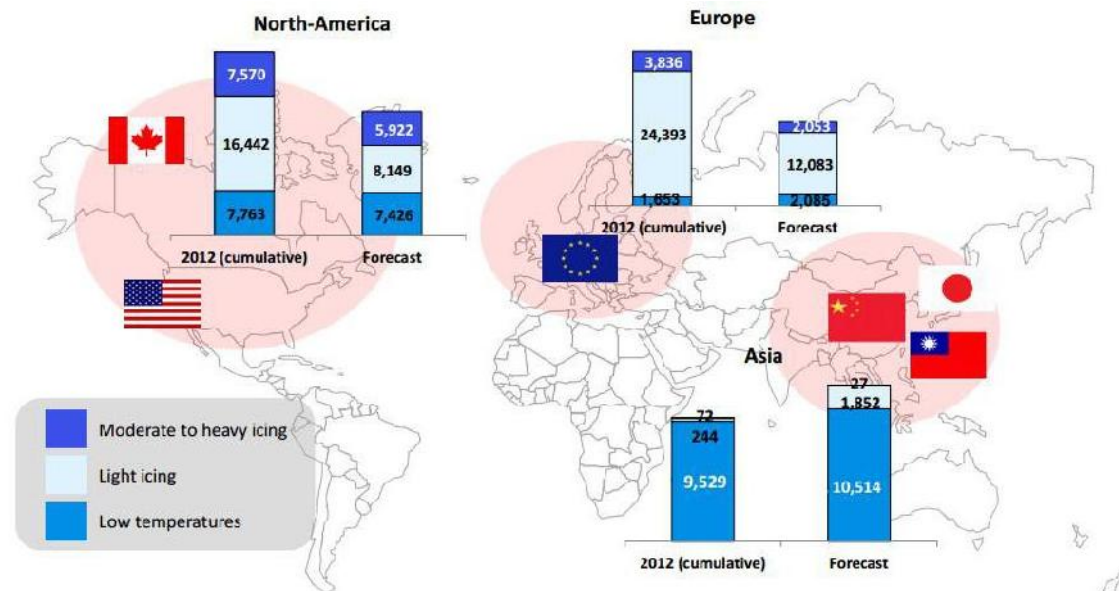 North-America
7,570
16,442
7,763
5,922
8,149
7,426
2012 (cumulative)
Forecast
Europe
3,836
24,393
1,653
2,053
12,083
2,085
2012 (cumulative)
Forecast
Asia
72
244
9,529
27
1,852
10,514
2012 (cumulative)
Forecast
Moderate to heavy icing
Light icing
Low temperatures